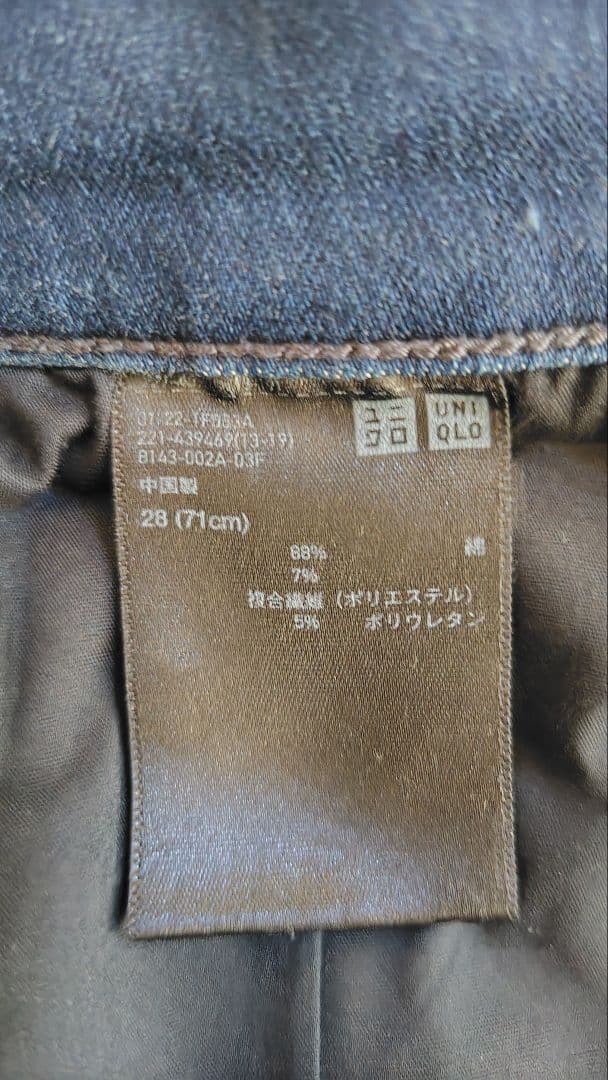 ユニ
クロ
UNI
QLO
221-439469(13-19)
8143-002A-03F
中国製
28 (71cm)
88% 綿
7%
複合繊維 (ポリエステル)
5% ポリウレタン